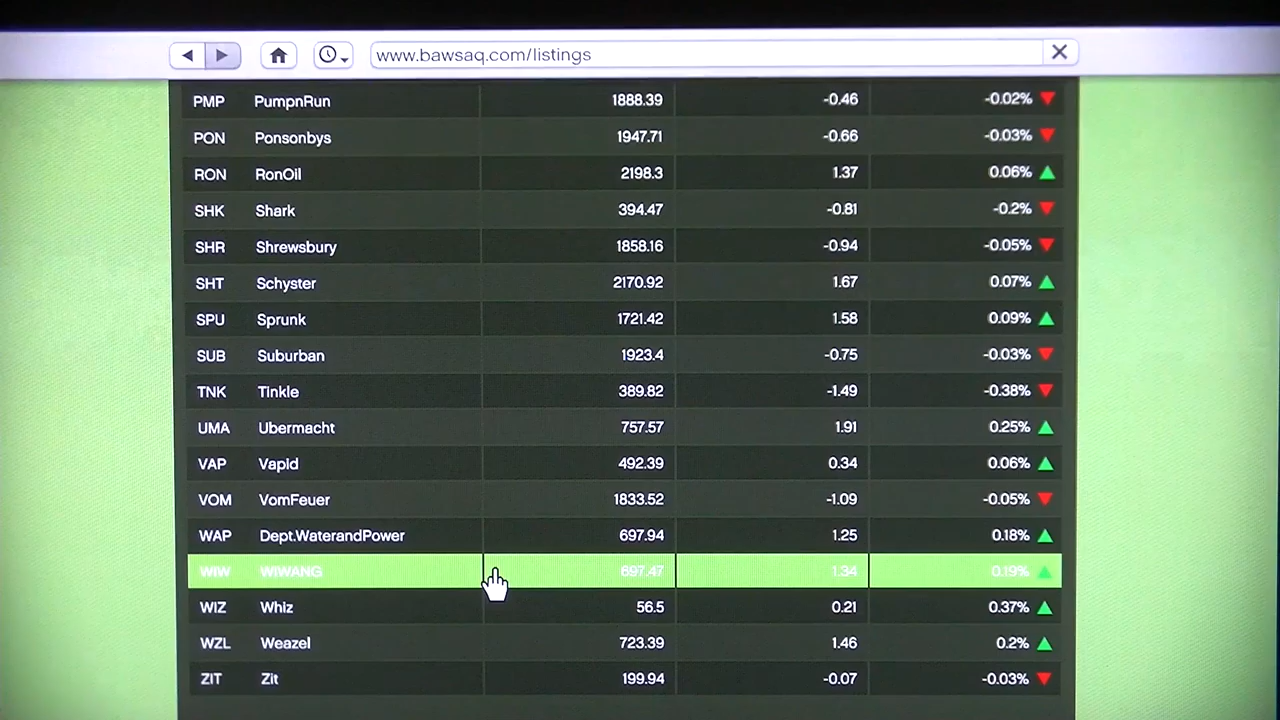 www.bawsaq.com/listings
PMP PumpnRun 1888.39 -0.46 -0.02%
PON Ponsonbys 1947.71 -0.66 -0.03%
RON RonOil 2198.3 1.37 0.06%
SHK Shark 394.47 -0.81 -0.2%
SHR Shrewsbury 1858.16 -0.94 -0.05%
SHT Schyster 2170.92 1.67 0.07%
SPU Sprunk 1721.42 1.58 0.09%
SUB Suburban 1923.4 -0.75 -0.03%
TNK Tinkle 389.82 -1.49 -0.38%
UMA Ubermacht 757.57 1.91 0.25%
VAP Vapid 492.39 0.34 0.06%
VOM VomFeuer 1833.52 -1.09 -0.05%
WAP Dept.WaterandPower 697.94 1.25 0.18%
WIW WIWANG 697.47 1.34 0.19%
WIZ Whiz 56.5 0.21 0.37%
WZL Weazel 723.39 1.46 0.2%
ZIT Zit 199.94 -0.07 -0.03%